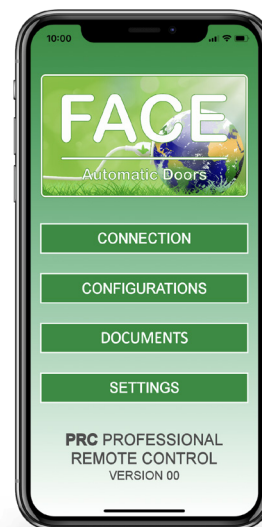 10:00
FACE
Automatic Doors
CONNECTION
CONFIGURATIONS
DOCUMENTS
SETTINGS
PRC PROFESSIONAL
REMOTE CONTROL
VERSION 00